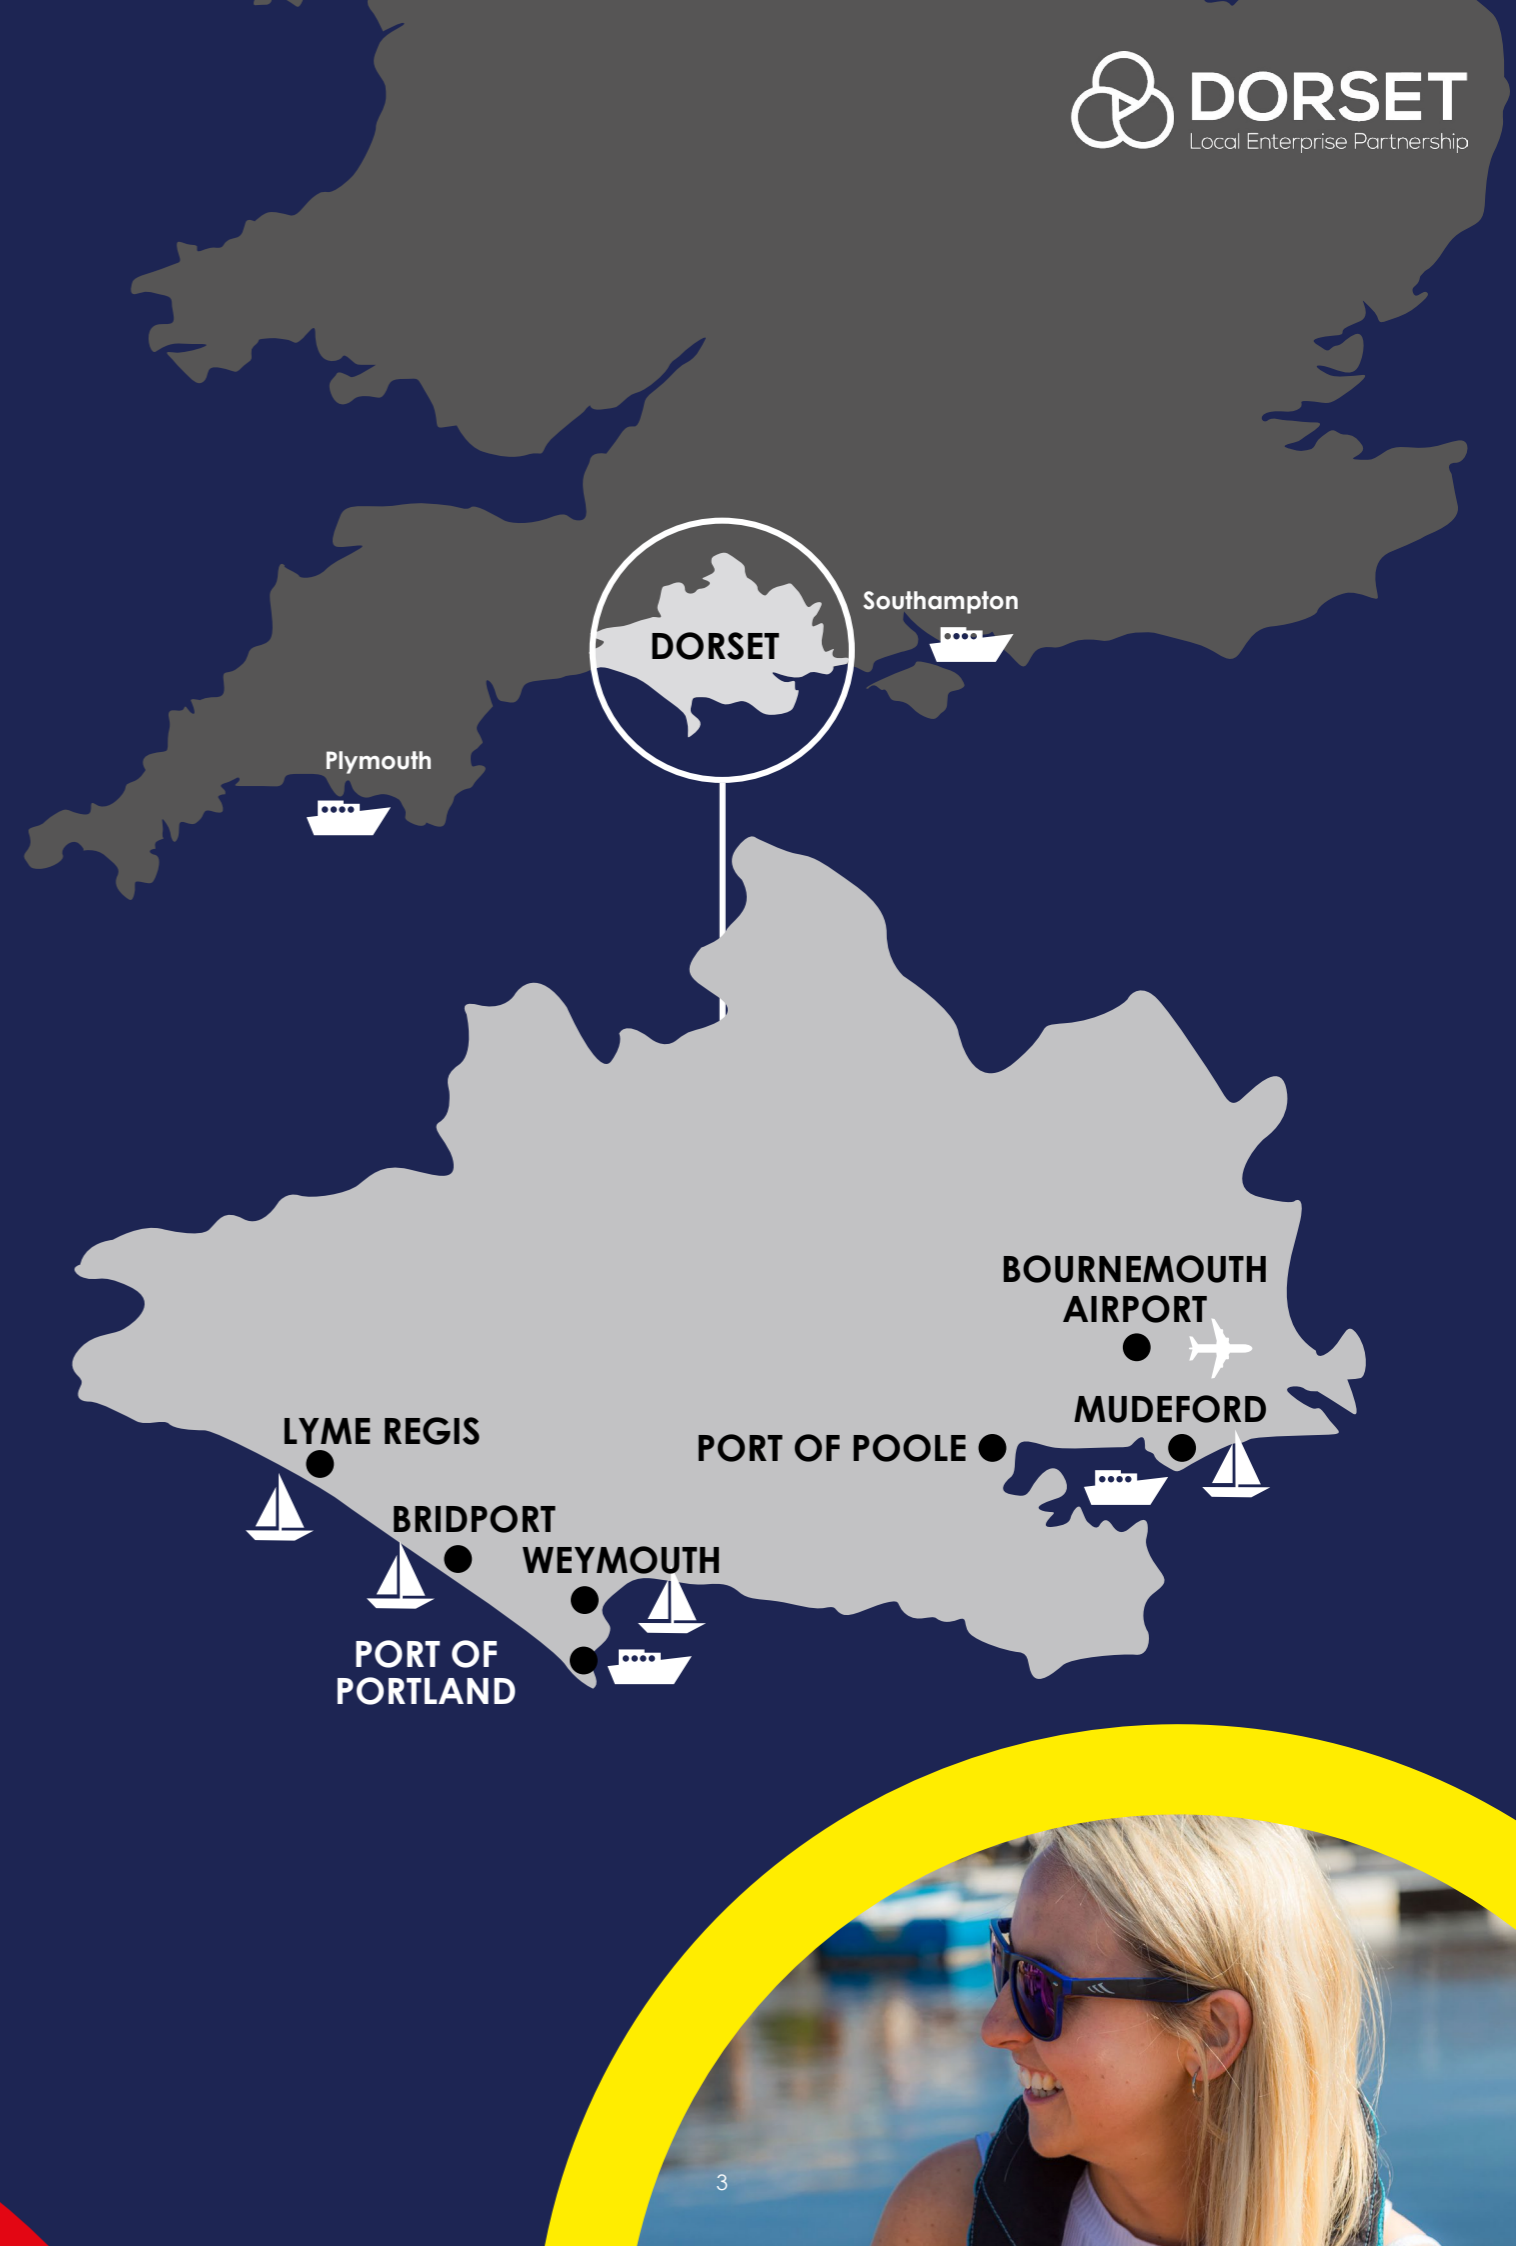 DORSET
Local Enterprise Partnership
Southampton
DORSET
Plymouth
BOURNEMOUTH
AIRPORT
MUDEFORD
LYME REGIS
PORT OF POOLE
BRIDPORT
WEYMOUTH
PORT OF
PORTLAND
3